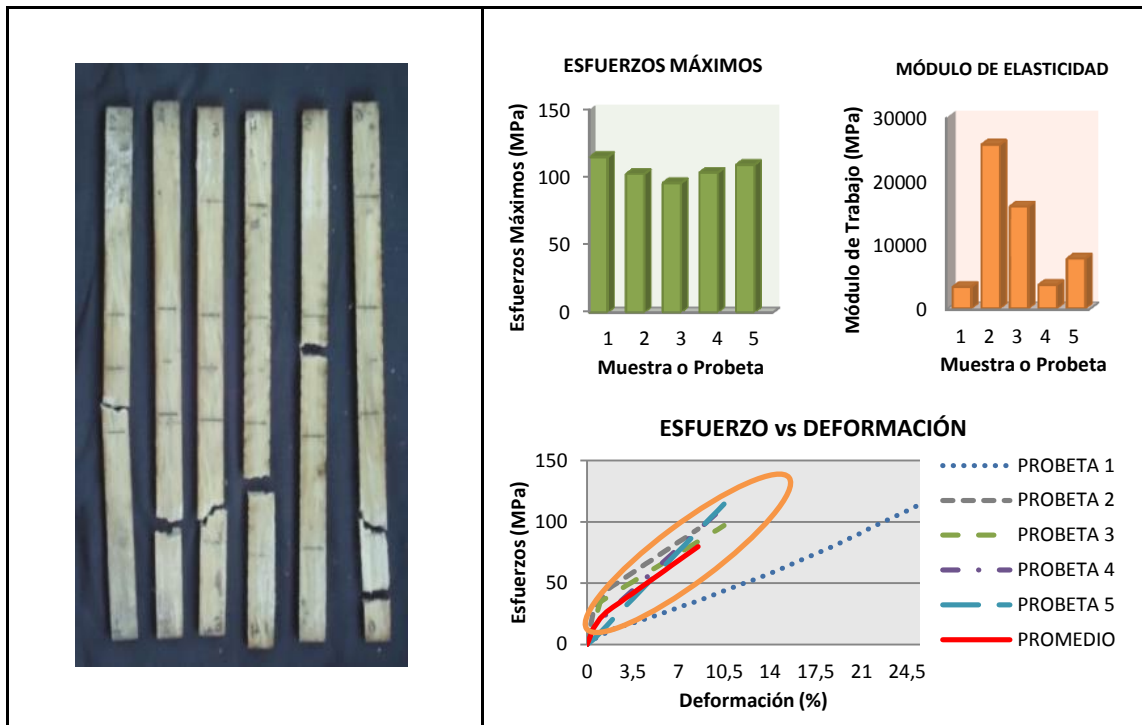 ESFUERZOS MÁXIMOS
Esfuerzos Máximos (MPa)
150
100
50
0
1 2 3 4 5
Muestra o Probeta
MÓDULO DE ELASTICIDAD
Módulo de Trabajo (MPa)
30000
20000
10000
0
1 2 3 4 5
Muestra o Probeta
ESFUERZO vs DEFORMACIÓN
Esfuerzos (MPa)
150
100
50
0
0 3,5 7 10,5 14 17,5 21 24,5
Deformación (%)
PROBETA 1
PROBETA 2
PROBETA 3
PROBETA 4
PROBETA 5
PROMEDIO